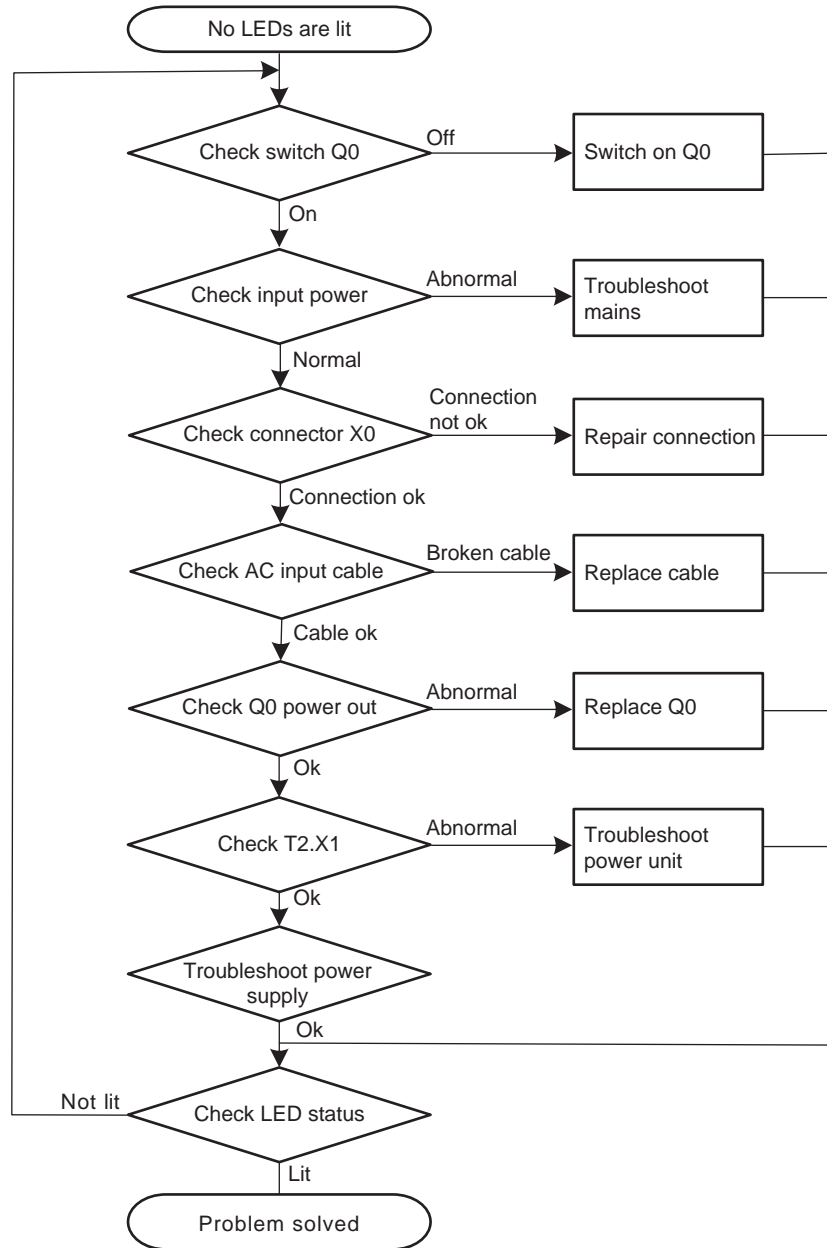 No LEDs are lit
Check switch Q0
Off
Switch on Q0
On
Check input power
Abnormal
Troubleshoot
mains
Normal
Check connector X0
Connection
not ok
Repair connection
Connection ok
Check AC input cable
Broken cable
Replace cable
Cable ok
Check Q0 power out
Abnormal
Replace Q0
Ok
Check T2.X1
Abnormal
Troubleshoot
power unit
Ok
Troubleshoot power
supply
Ok
Not lit
Check LED status
Lit
Problem solved